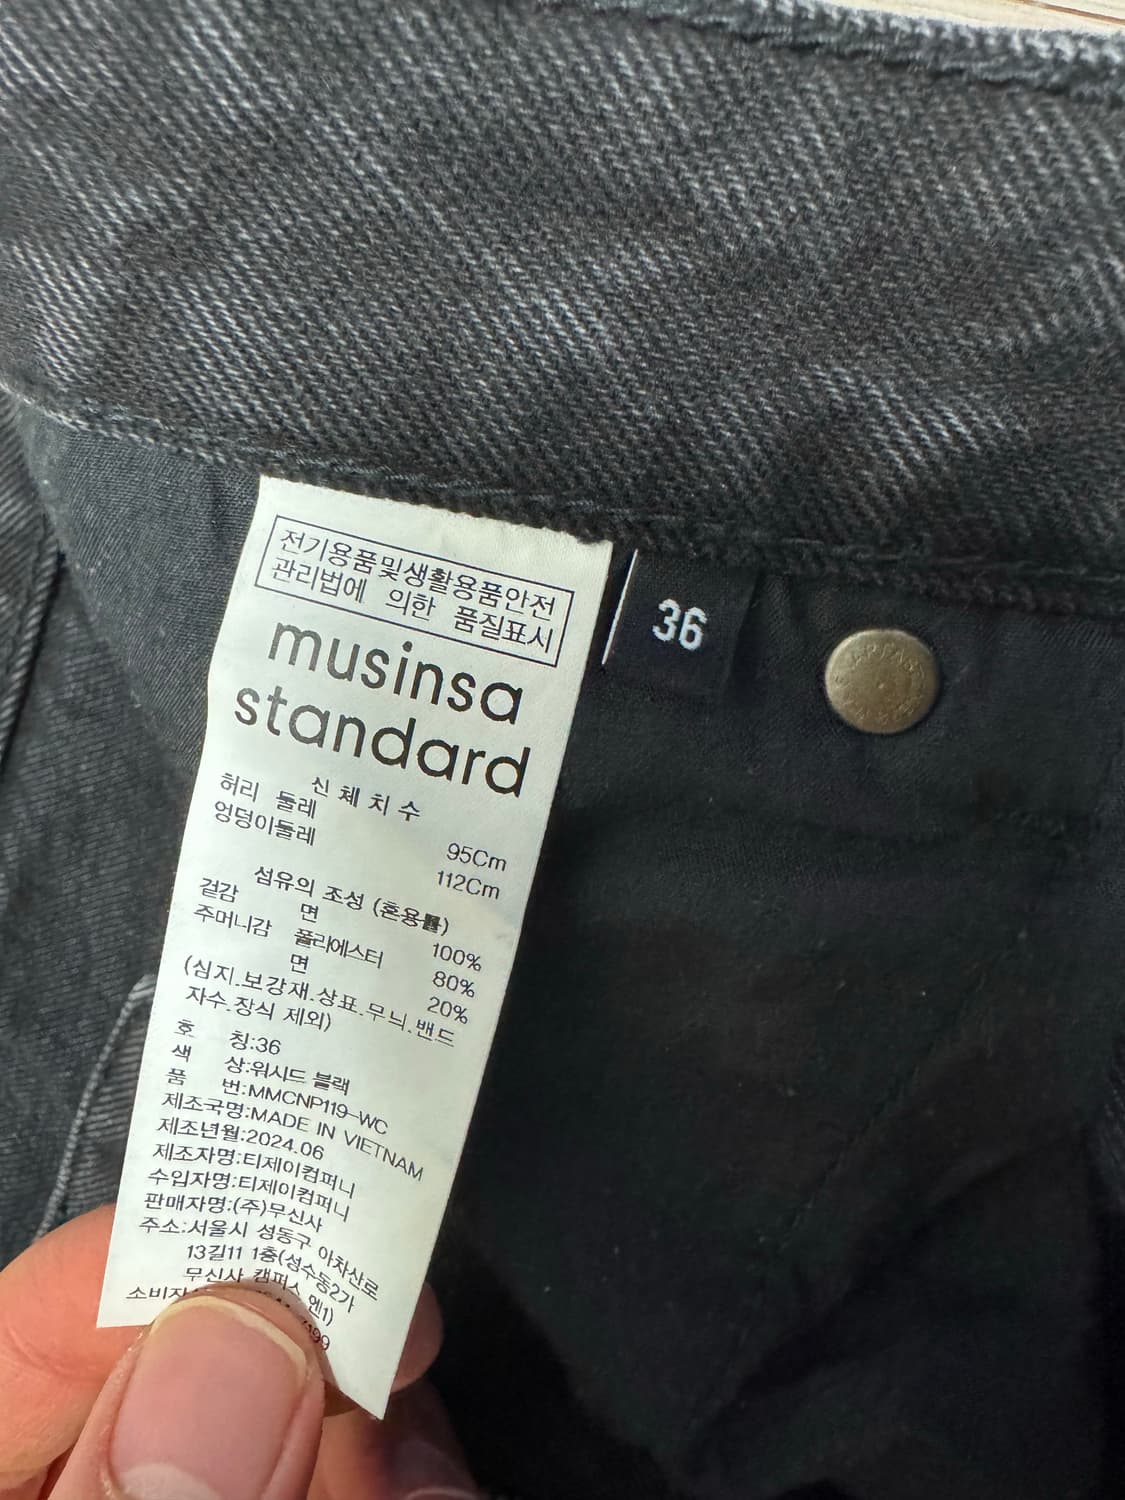 전기용품및생활용품안전
관리법에 의한 품질표시
musinsa
standard
신체치수
허리 둘레 95Cm
엉덩이둘레 112Cm
섬유의 조성 (혼용률)
겉감 면 100%
주머니감 폴리에스터 80%
면 20%
(심지.보강재.상표.무늬.밴드
자수.장식 제외)
호 칭:36
색 상:워시드 블랙
품 번:MMCNP119-WC
제조국명:MADE IN VIETNAM
제조년월:2024.06
제조자명:티제이컴퍼니
수입자명:티제이컴퍼니
판매자명:(주)무신사
주소:서울시 성동구 아차산로
13길11 1층(성수동2가
무신사 캠퍼스 엔1)
36